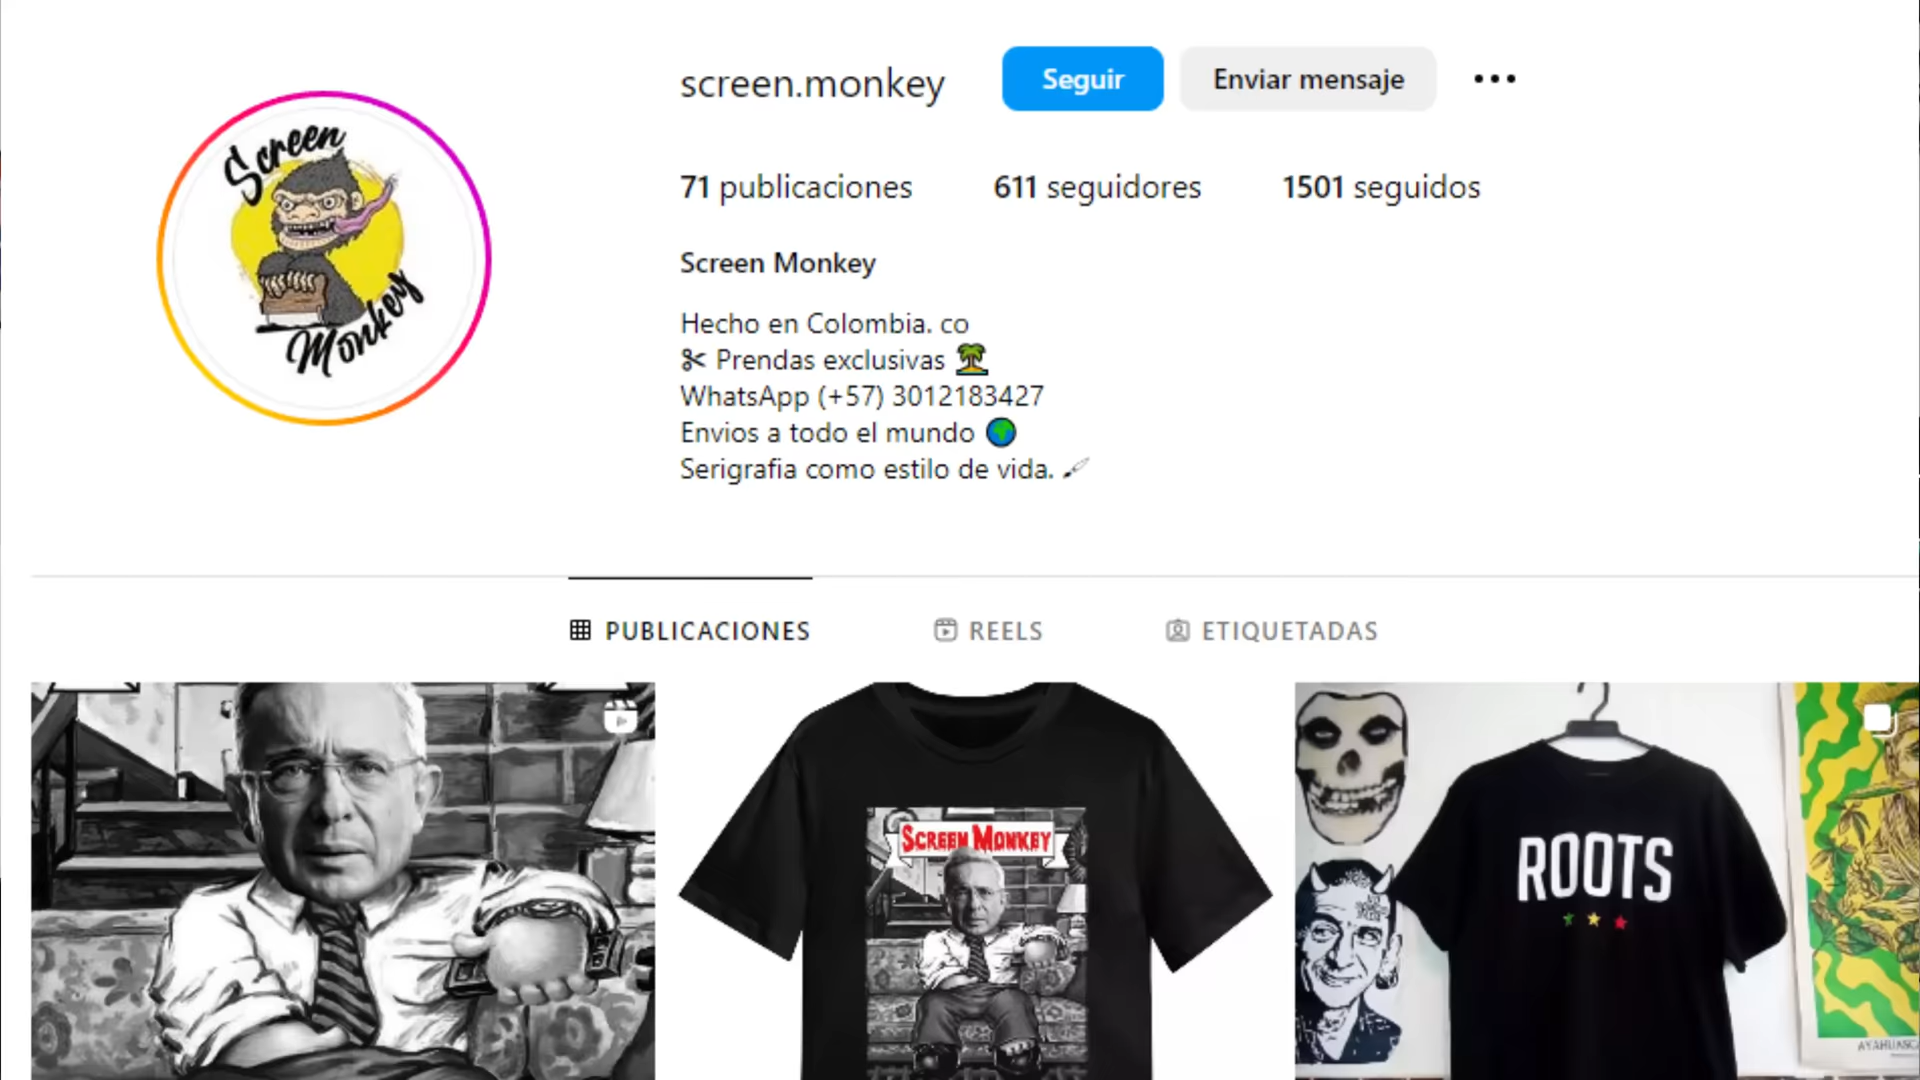 screen.monkey
Seguir
Enviar mensaje
Screen
Monkey
71 publicaciones
611 seguidores
1501 seguidos
Screen Monkey
Hecho en Colombia. co
Prendas exclusivas
WhatsApp (+57) 3012183427
Envios a todo el mundo
Serigrafia como estilo de vida.
PUBLICACIONES
REELS
ETIQUETADAS
SCREEN MONKEY
ROOTS